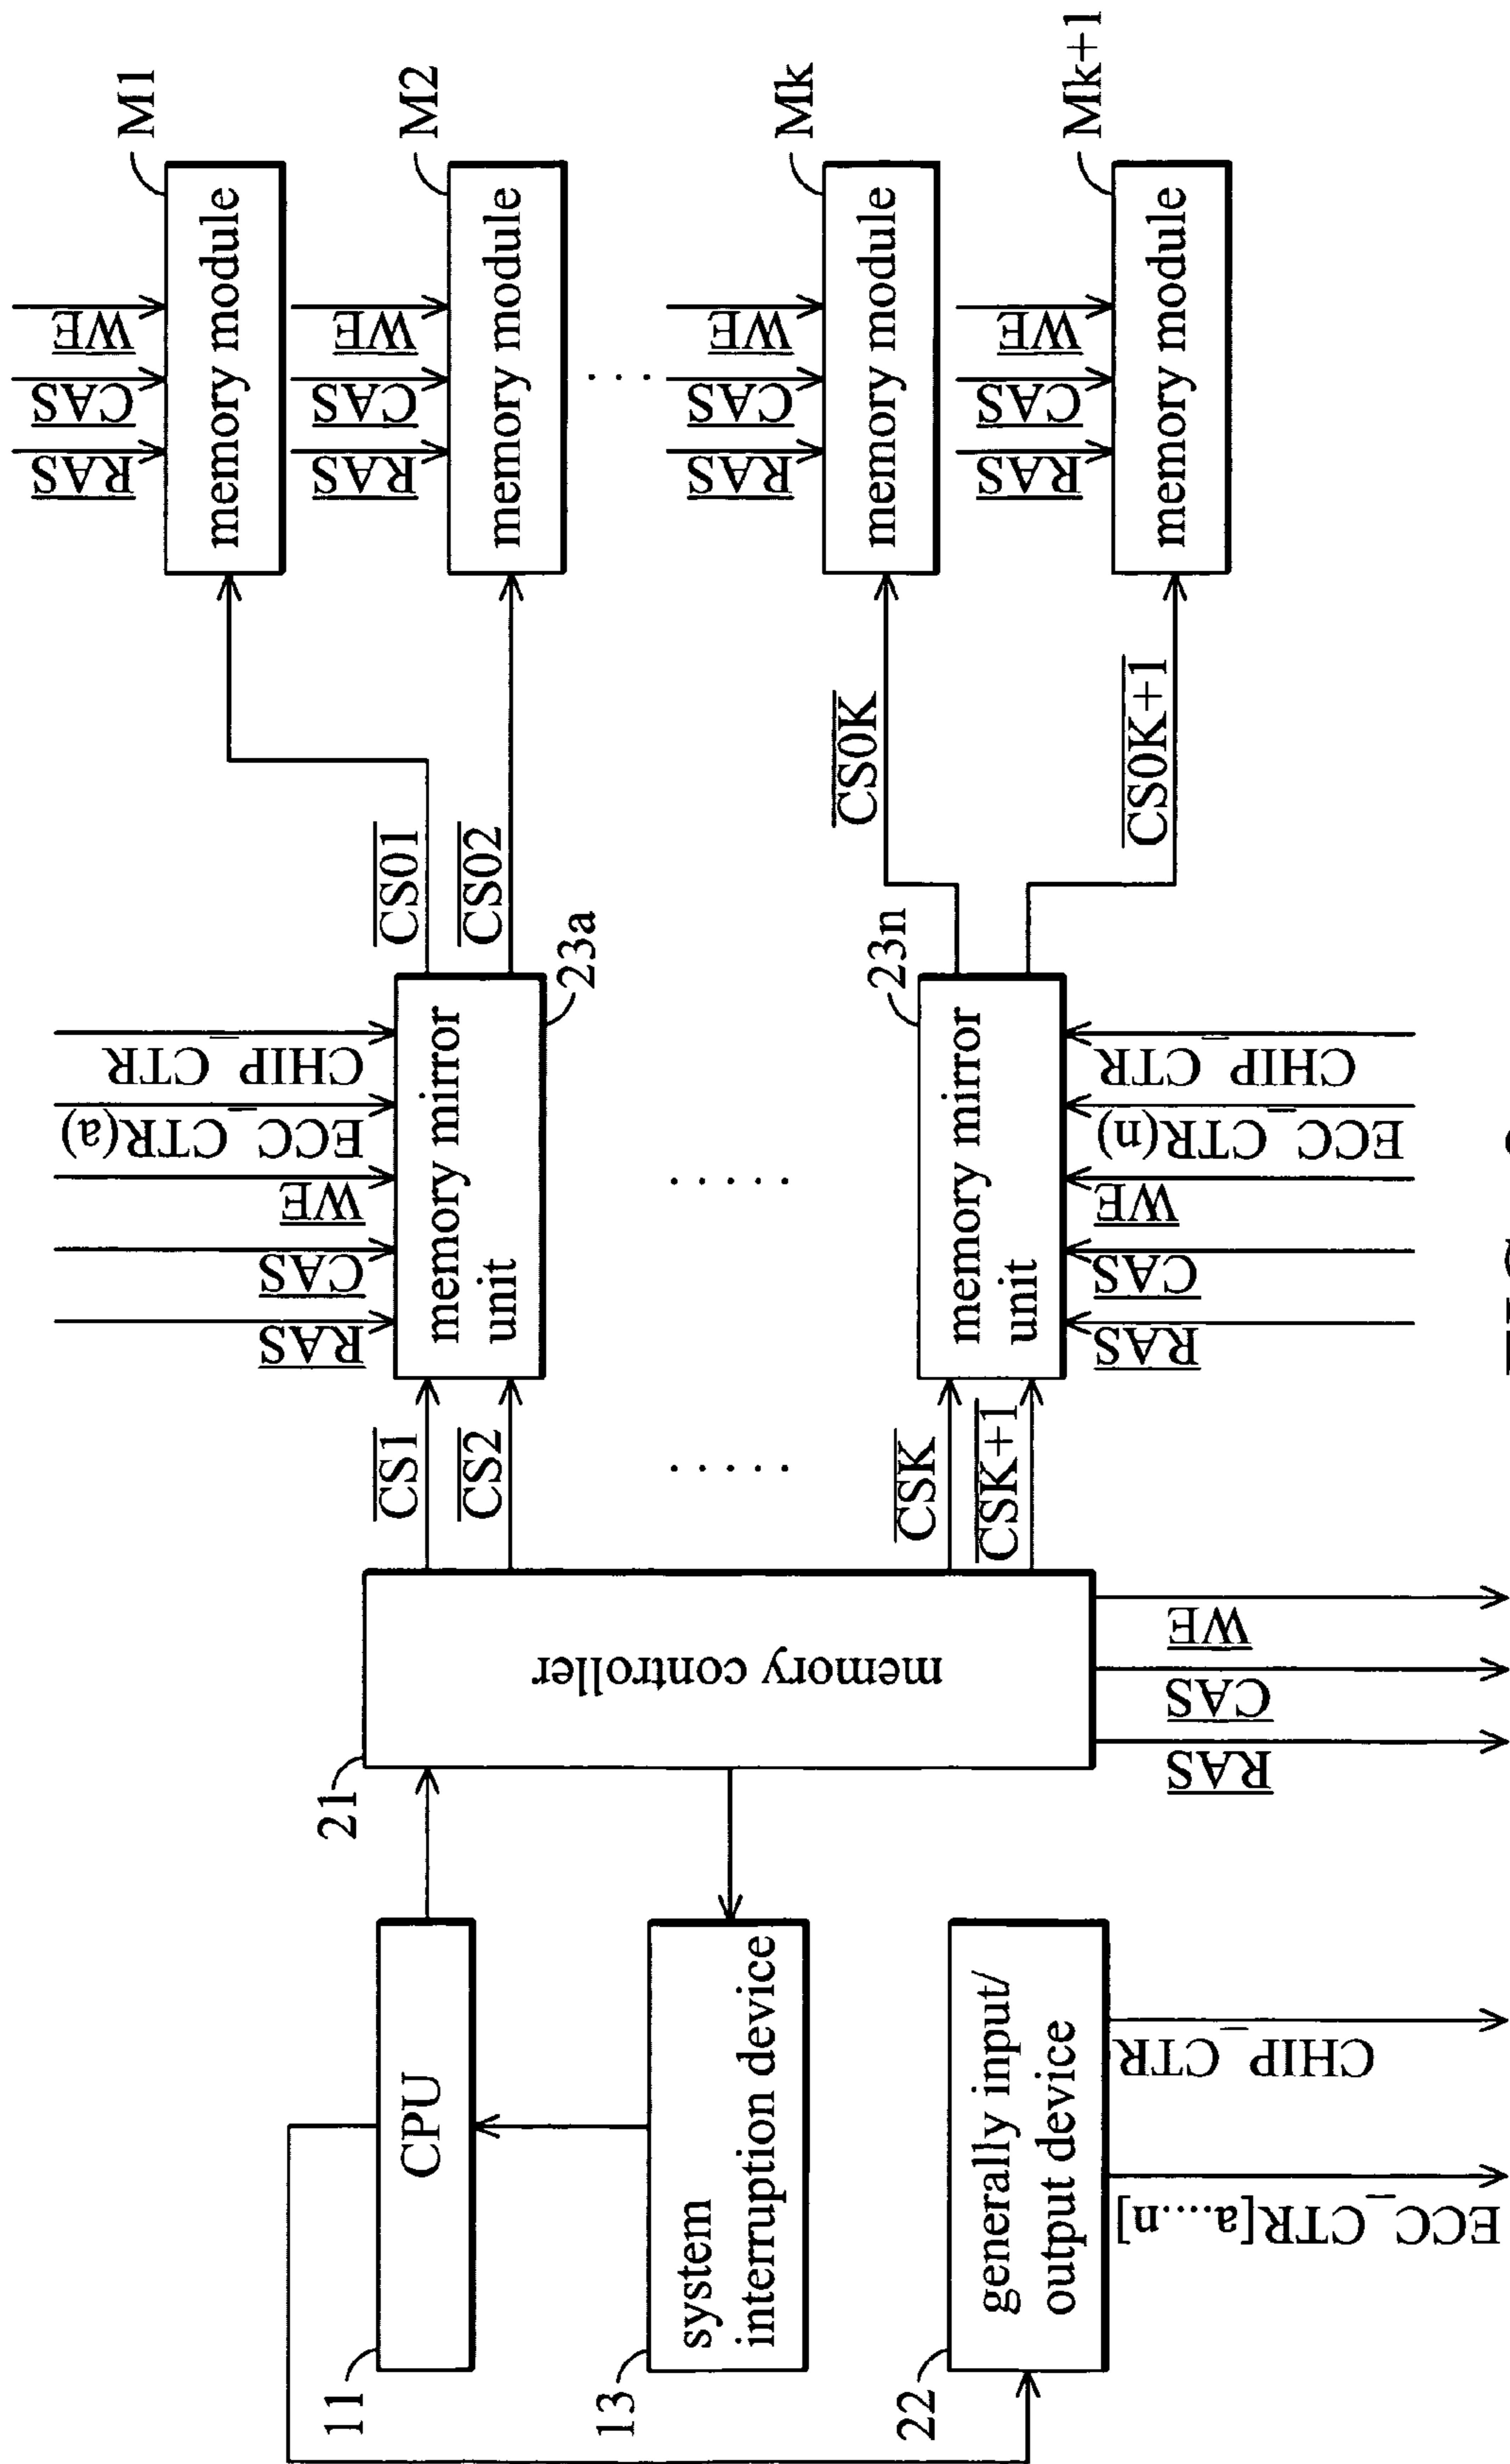 11
CPU
13
system
interruption device
22
generally input/
output device
ECC_CTR[a....n]
CHIP_CTR
21
memory controller
RAS
CAS
WE
CS1
CS2
.....
CSK
CSK+1
RAS
CAS
WE
ECC_CTR(a)
CHIP_CTR
memory mirror
unit
23a
.....
23n
memory mirror
unit
RAS
CAS
WE
ECC_CTR(n)
CHIP_CTR
CS01
CS02
CS0K
CS0K+1
RAS
CAS
WE
M1
memory module
RAS
CAS
WE
M2
memory module
...
RAS
CAS
WE
Mk
memory module
RAS
CAS
WE
Mk+1
memory module